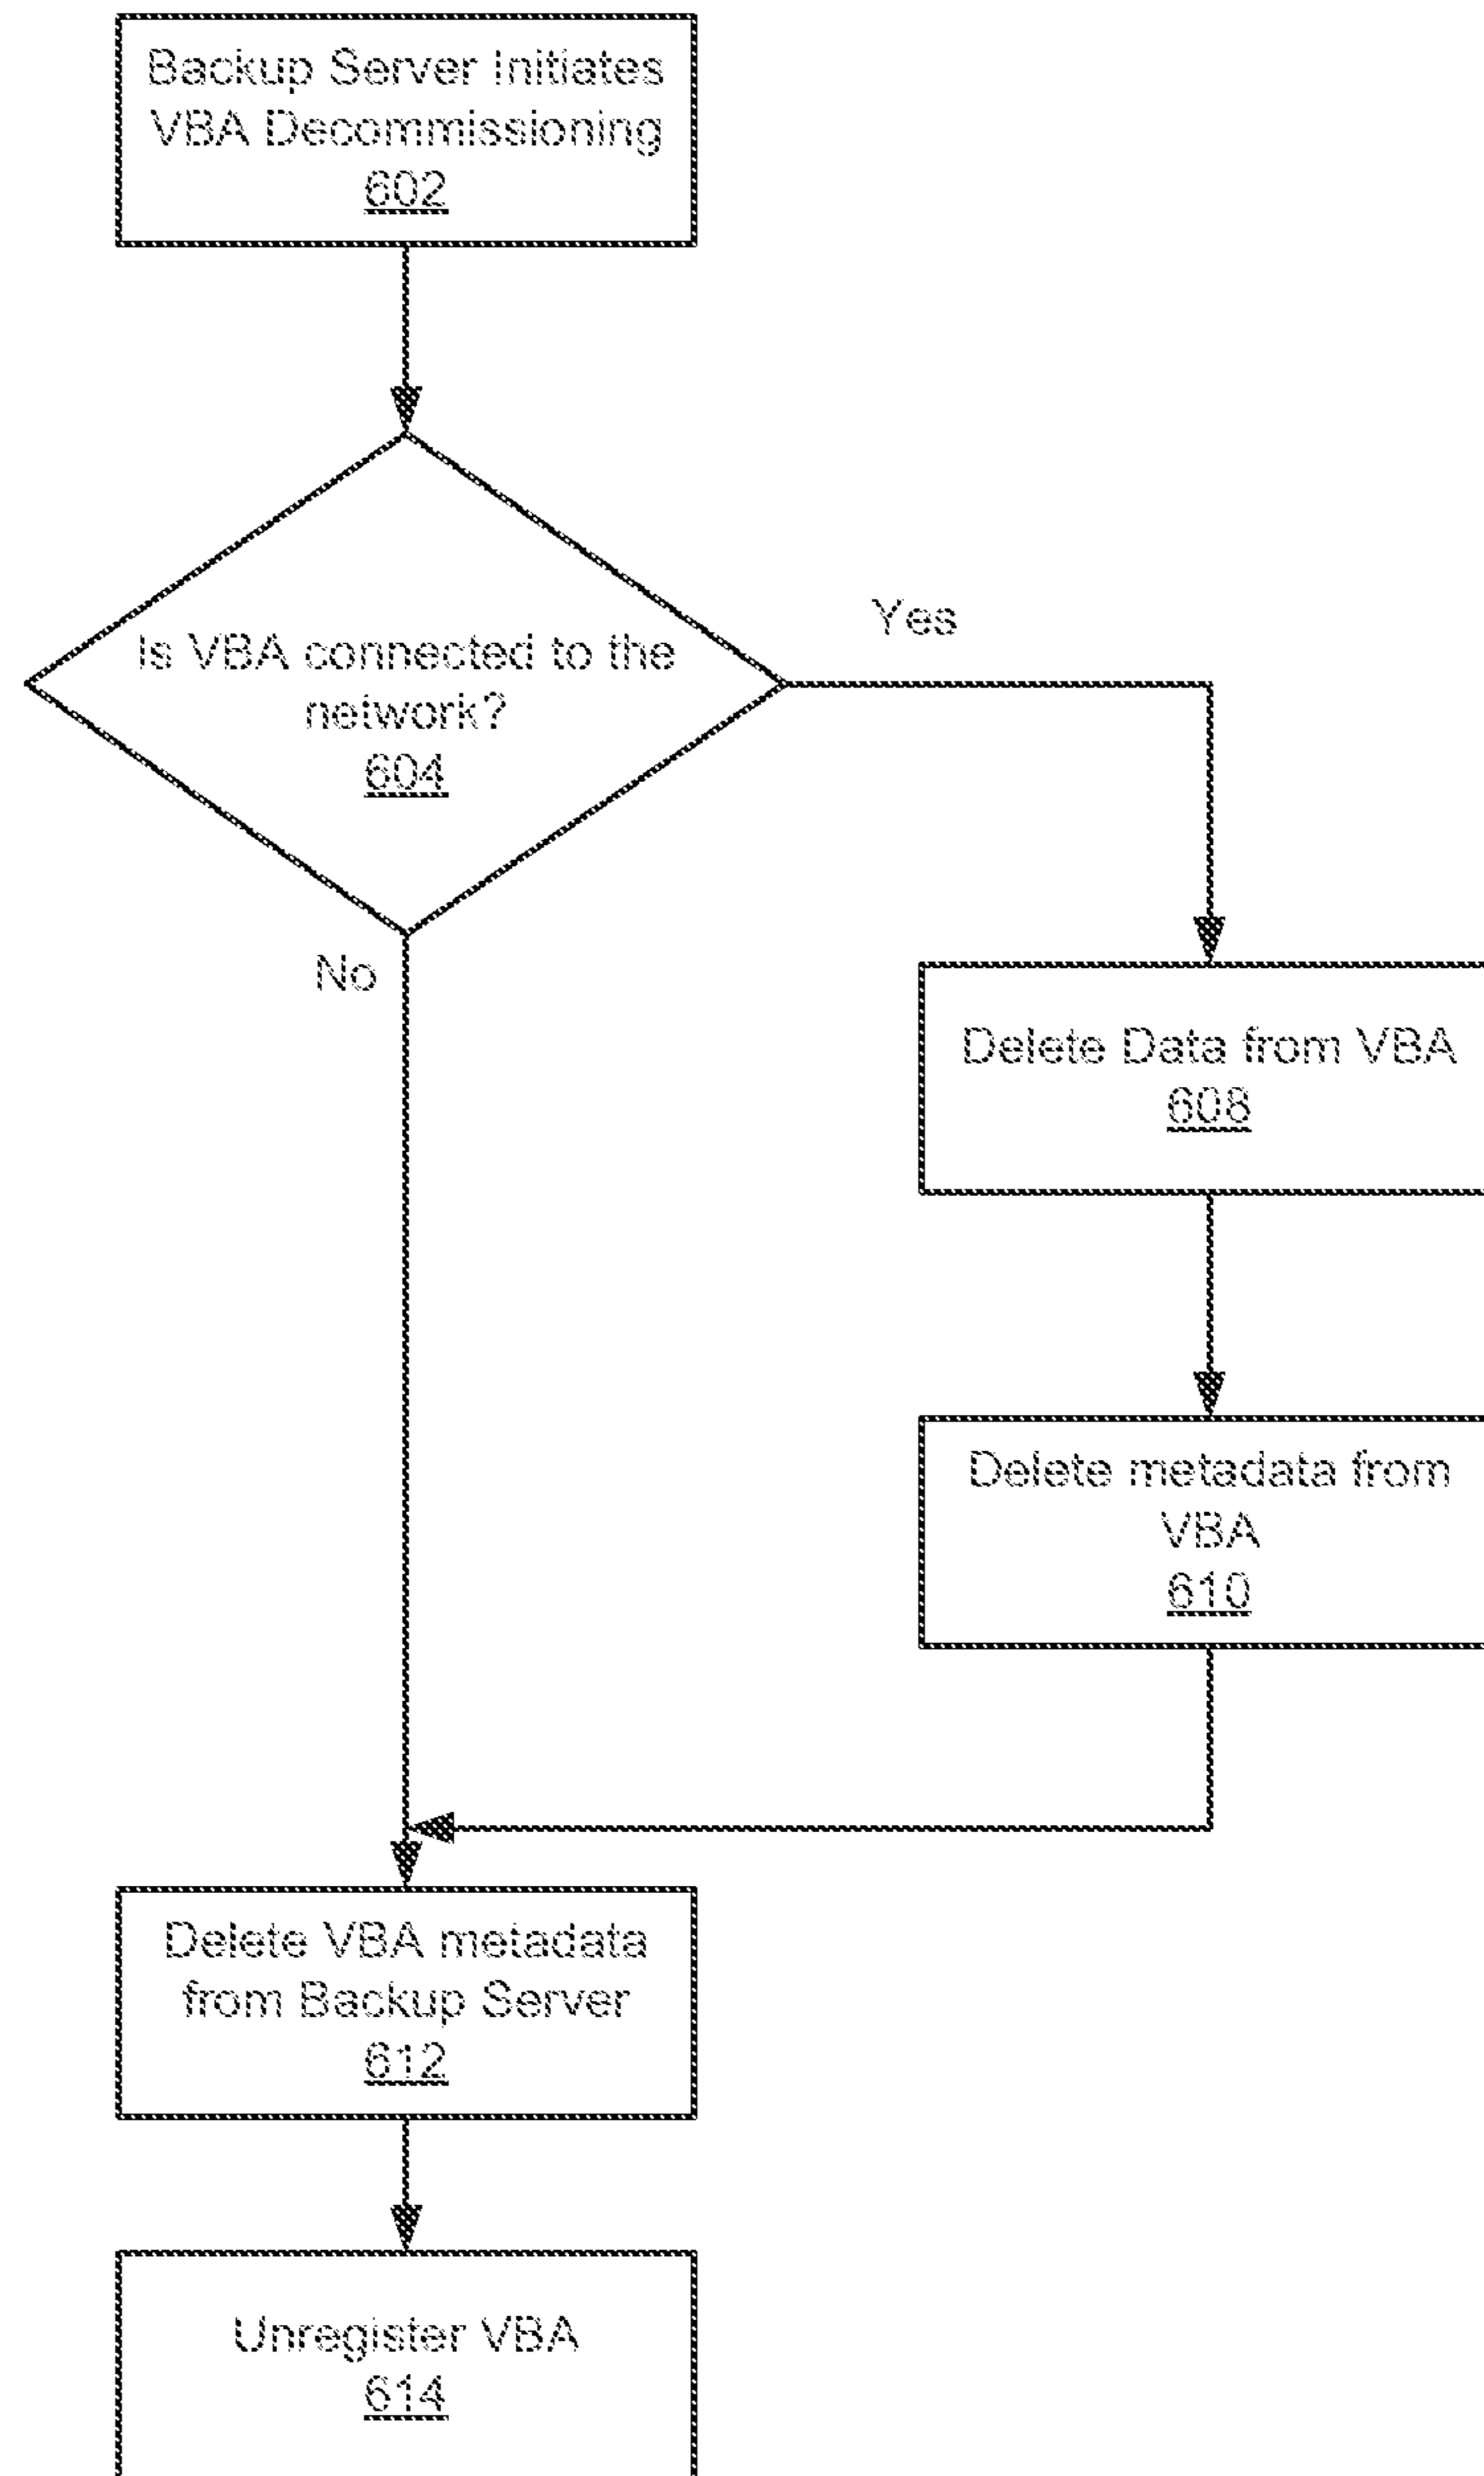 Backup Server Initiates
VBA Decommissioning
602
Is VBA connected to the
network?
604
Yes
No
Delete Data from VBA
608
Delete metadata from
VBA
610
Delete VBA metadata
from Backup Server
612
Unregister VBA
614